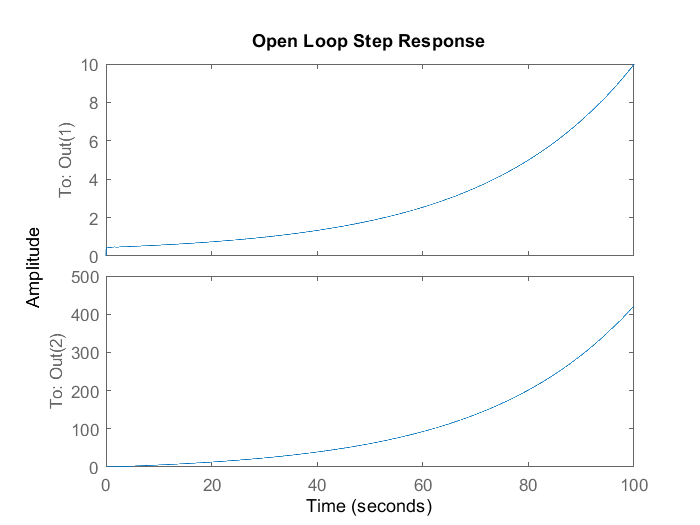 Open Loop Step Response
Amplitude
To: Out(1)
10
8
6
4
2
0
To: Out(2)
500
400
300
200
100
0
0 20 40 60 80 100
Time (seconds)